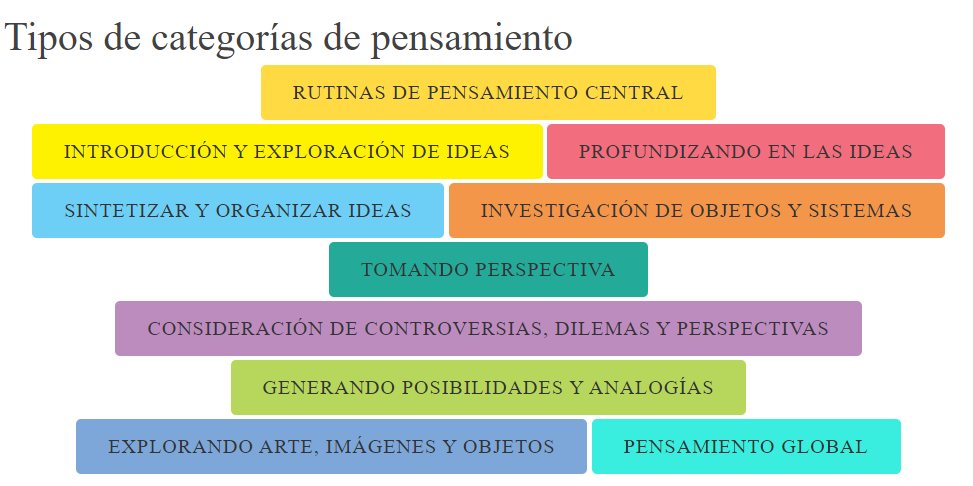 Tipos de categorías de pensamiento
RUTINAS DE PENSAMIENTO CENTRAL
INTRODUCCIÓN Y EXPLORACIÓN DE IDEAS
PROFUNDIZANDO EN LAS IDEAS
SINTETIZAR Y ORGANIZAR IDEAS
INVESTIGACIÓN DE OBJETOS Y SISTEMAS
TOMANDO PERSPECTIVA
CONSIDERACIÓN DE CONTROVERSIAS, DILEMAS Y PERSPECTIVAS
GENERANDO POSIBILIDADES Y ANALOGÍAS
EXPLORANDO ARTE, IMÁGENES Y OBJETOS
PENSAMIENTO GLOBAL